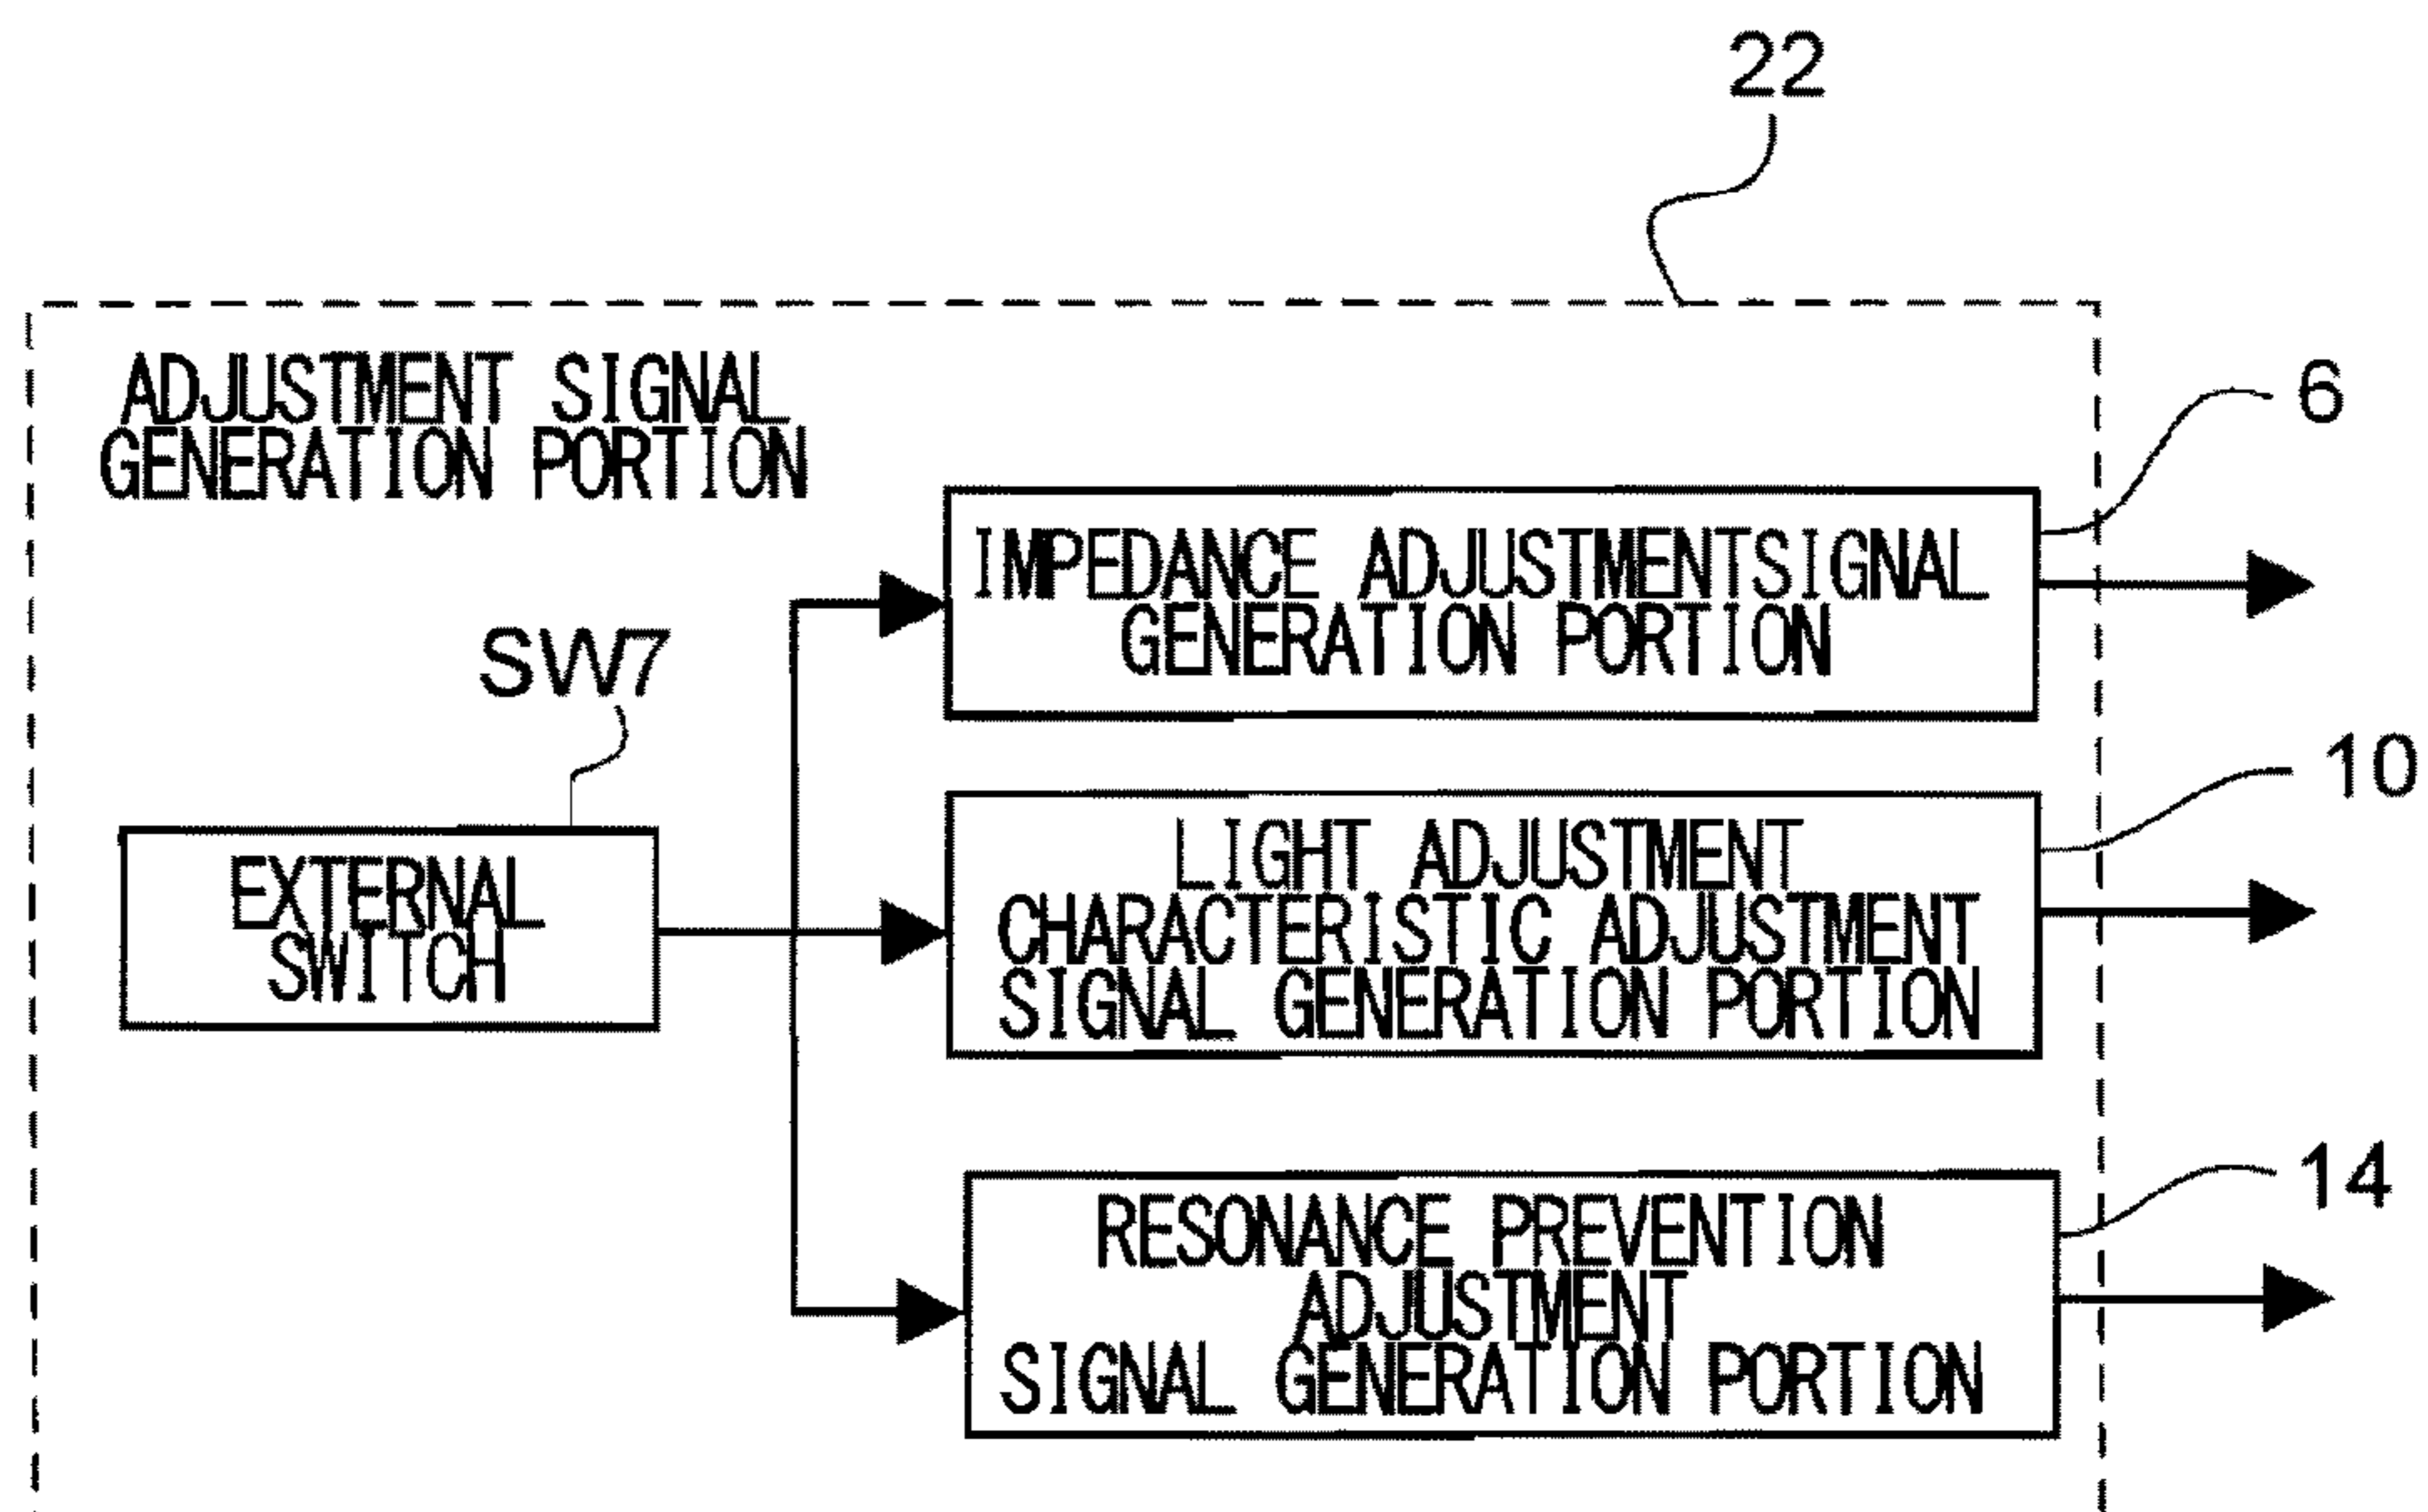 22
ADJUSTMENT SIGNAL
GENERATION PORTION
6
IMPEDANCE ADJUSTMENTSIGNAL
GENERATION PORTION
SW7
10
LIGHT ADJUSTMENT
CHARACTERISTIC ADJUSTMENT
SIGNAL GENERATION PORTION
EXTERNAL
SWITCH
14
RESONANCE PREVENTION
ADJUSTMENT
SIGNAL GENERATION PORTION